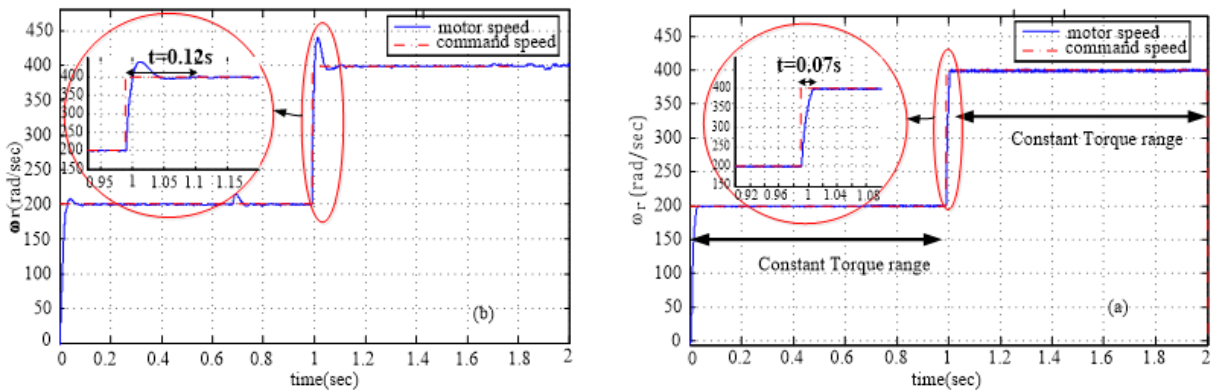 motor speed
command speed
t=0.12s
400
350
300
250
200
150
0.95 1 1.05 1.1 1.15
450
400
350
300
250
200
150
400
100
50
0
ωr(rad/sec)
(b)
0 0.2 0.4 0.6 0.8 1 1.2 1.4 1.6 1.8 2
time(sec)
motor speed
command speed
t=0.07s
400
350
300
250
200
150
0.92 0.96 1 1.04 1.08
Constant Torque range
Constant Torque range
450
400
350
300
250
200
150
400
100
50
0
ωr(rad/sec)
(a)
0 0.2 0.4 0.6 0.8 1 1.2 1.4 1.6 1.8 2
time(sec)